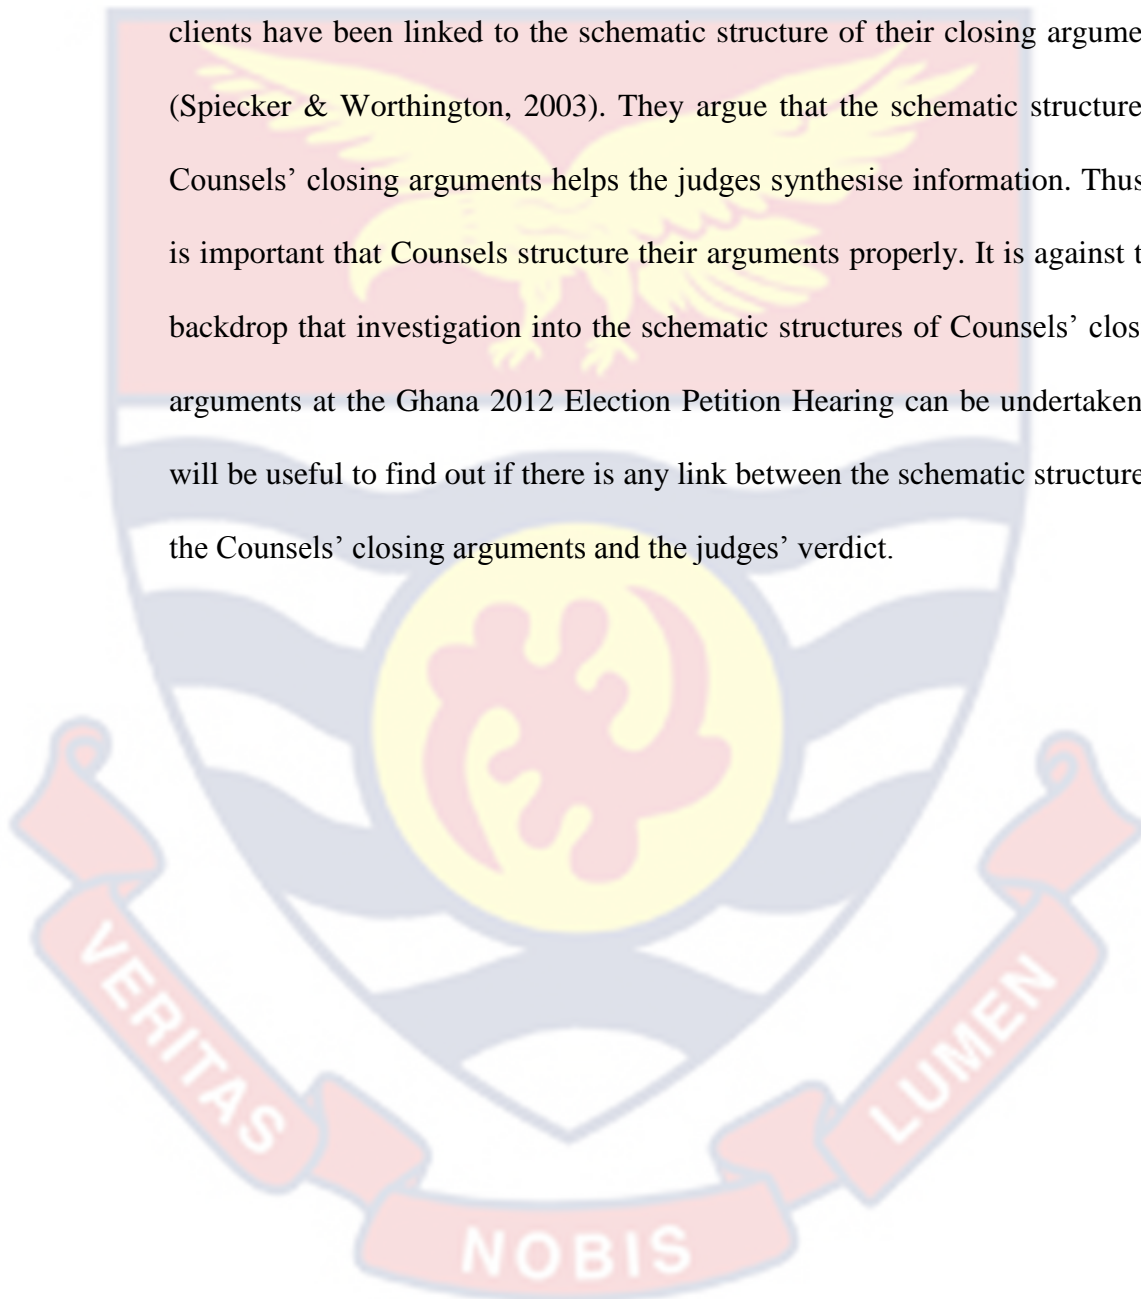 clients have been linked to the schematic structure of their closing argume
(Spiecker & Worthington, 2003). They argue that the schematic structure
Counsels’ closing arguments helps the judges synthesise information. Thus
is important that Counsels structure their arguments properly. It is against t
backdrop that investigation into the schematic structures of Counsels’ clos
arguments at the Ghana 2012 Election Petition Hearing can be undertaken
will be useful to find out if there is any link between the schematic structure
the Counsels’ closing arguments and the judges’ verdict.
VERITAS
NOBIS
LUMEN